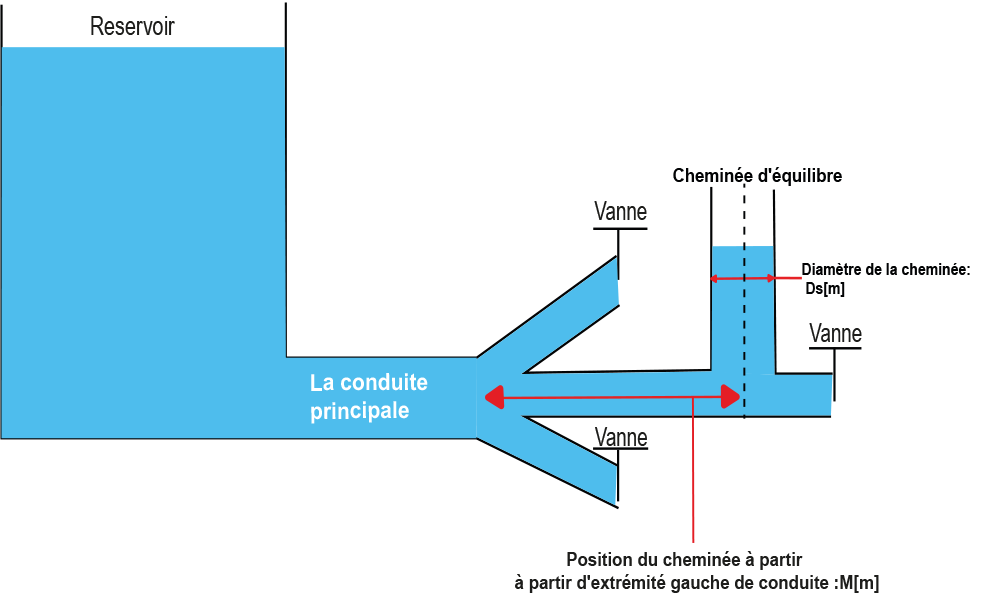 Reservoir
Cheminée d'équilibre
Vanne
Diamètre de la cheminée:
Ds[m]
Vanne
La conduite
principale
Vanne
Position du cheminée à partir
à partir d'extrémité gauche de conduite :M[m]